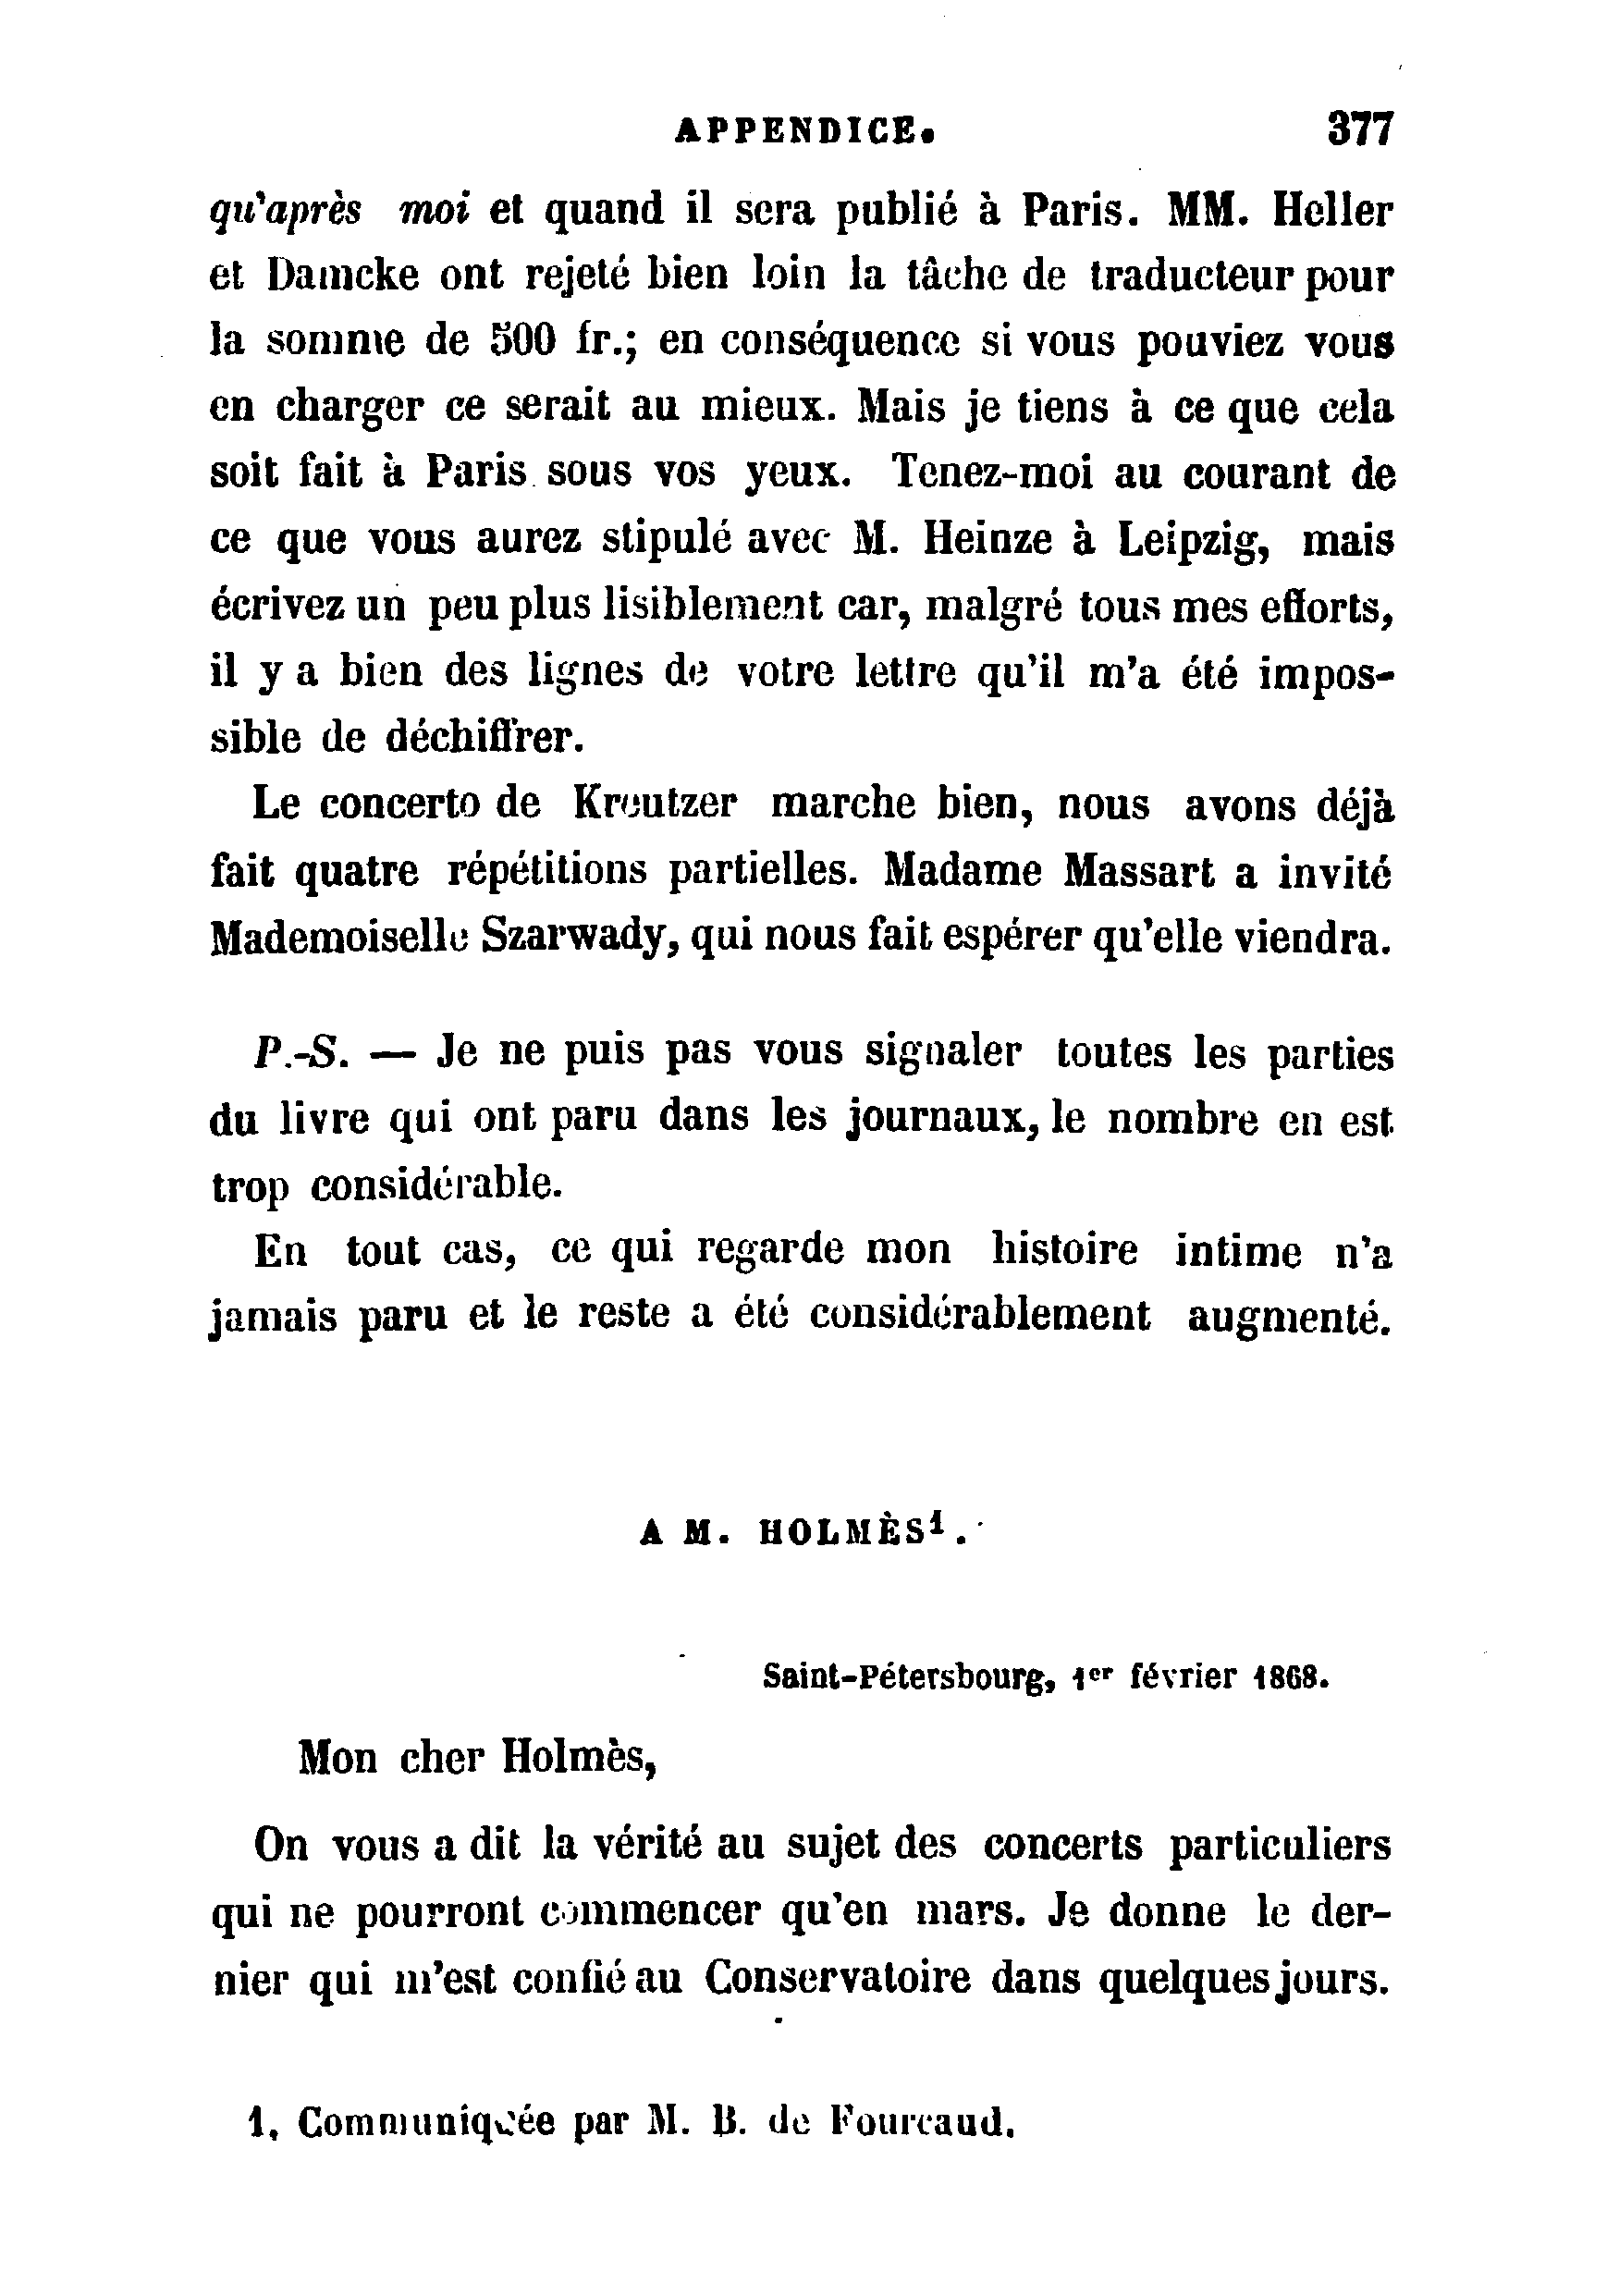 APPENDICE. 377
qu'après moi et quand il sera publié à Paris. MM. Heller
et Damcke ont rejeté bien loin la tâche de traducteur pour
la somme de 500 fr.; en conséquence si vous pouviez vous
en charger ce serait au mieux. Mais je tiens à ce que cela
soit fait à Paris sous vos yeux. Tenez-moi au courant de
ce que vous aurez stipulé avec M. Heinze à Leipzig, mais
écrivez un peu plus lisiblement car, malgré tous mes efforts,
il y a bien des lignes de votre lettre qu'il m'a été impos-
sible de déchiffrer.
Le concerto de Kreutzer marche bien, nous avons déjà
fait quatre répétitions partielles. Madame Massart a invité
Mademoiselle Szarwady, qui nous fait espérer qu'elle viendra.
P.-S. — Je ne puis pas vous signaler toutes les parties
du livre qui ont paru dans les journaux, le nombre en est
trop considérable.
En tout cas, ce qui regarde mon histoire intime n'a
jamais paru et le reste a été considérablement augmenté.
A M. HOLMÈS¹.
Saint-Pétersbourg, 1er février 1868.
Mon cher Holmès,
On vous a dit la vérité au sujet des concerts particuliers
qui ne pourront commencer qu'en mars. Je donne le der-
nier qui m'est confié au Conservatoire dans quelques jours.
1. Communiquée par M. B. de Fourcaud.